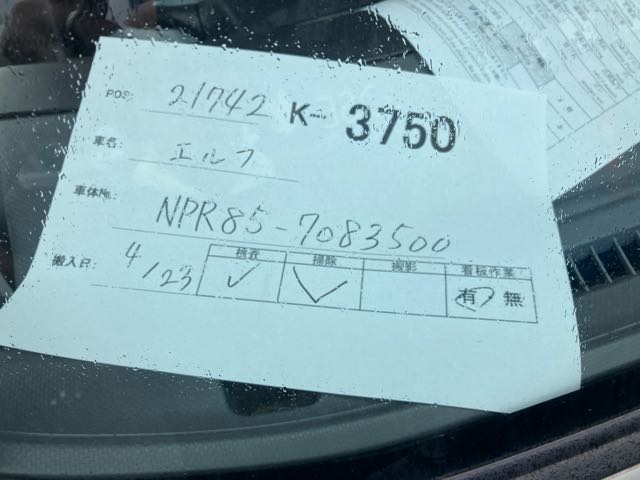 POS: 21742 K- 3750
車名: エルフ
車体No. NPR85-7083500
搬入日: 4/23
検査 掃除 撮影 看板作業
✓ ✓ 有 無